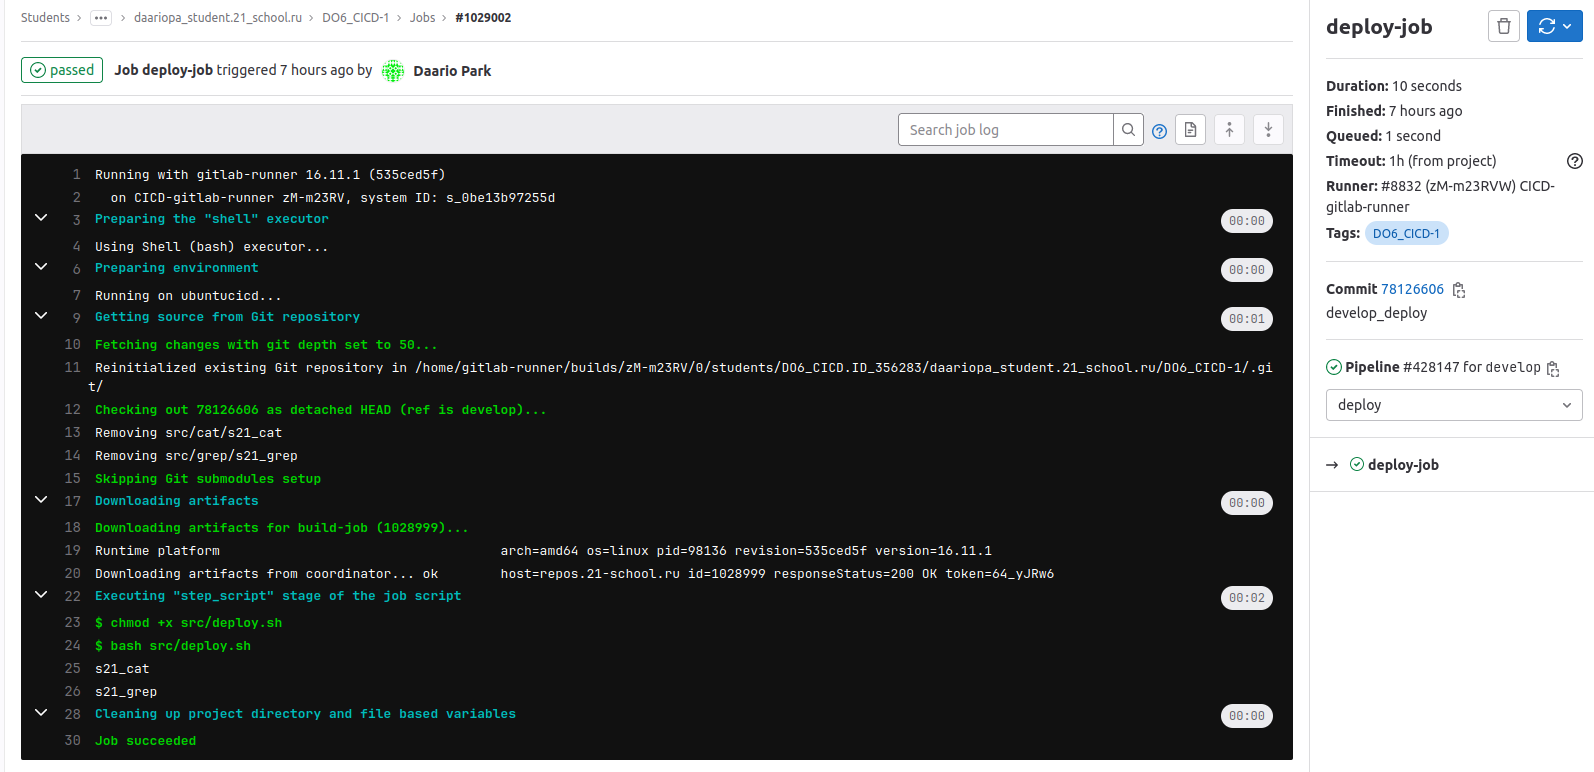 Students > ... > daariopa_student.21_school.ru > DO6_CICD-1 > Jobs > #1029002
passed Job deploy-job triggered 7 hours ago by Daario Park
Search job log
1 Running with gitlab-runner 16.11.1 (535ced5f)
2 on CICD-gitlab-runner zM-m23RV, system ID: s_0be13b97255d
3 Preparing the "shell" executor 00:00
4 Using Shell (bash) executor...
6 Preparing environment 00:00
7 Running on ubuntucicd...
9 Getting source from Git repository 00:01
10 Fetching changes with git depth set to 50...
11 Reinitialized existing Git repository in /home/gitlab-runner/builds/zM-m23RV/0/students/DO6_CICD.ID_356283/daariopa_student.21_school.ru/DO6_CICD-1/.gi
t/
12 Checking out 78126606 as detached HEAD (ref is develop)...
13 Removing src/cat/s21_cat
14 Removing src/grep/s21_grep
15 Skipping Git submodules setup
17 Downloading artifacts 00:00
18 Downloading artifacts for build-job (1028999)...
19 Runtime platform arch=amd64 os=linux pid=98136 revision=535ced5f version=16.11.1
20 Downloading artifacts from coordinator... ok host=repos.21-school.ru id=1028999 responseStatus=200 OK token=64_yJRw6
22 Executing "step_script" stage of the job script 00:02
23 $ chmod +x src/deploy.sh
24 $ bash src/deploy.sh
25 s21_cat
26 s21_grep
28 Cleaning up project directory and file based variables 00:00
30 Job succeeded
deploy-job
Duration: 10 seconds
Finished: 7 hours ago
Queued: 1 second
Timeout: 1h (from project)
Runner: #8832 (zM-m23RVW) CICD-
gitlab-runner
Tags: DO6_CICD-1
Commit 78126606
develop_deploy
Pipeline #428147 for develop
deploy
→ deploy-job